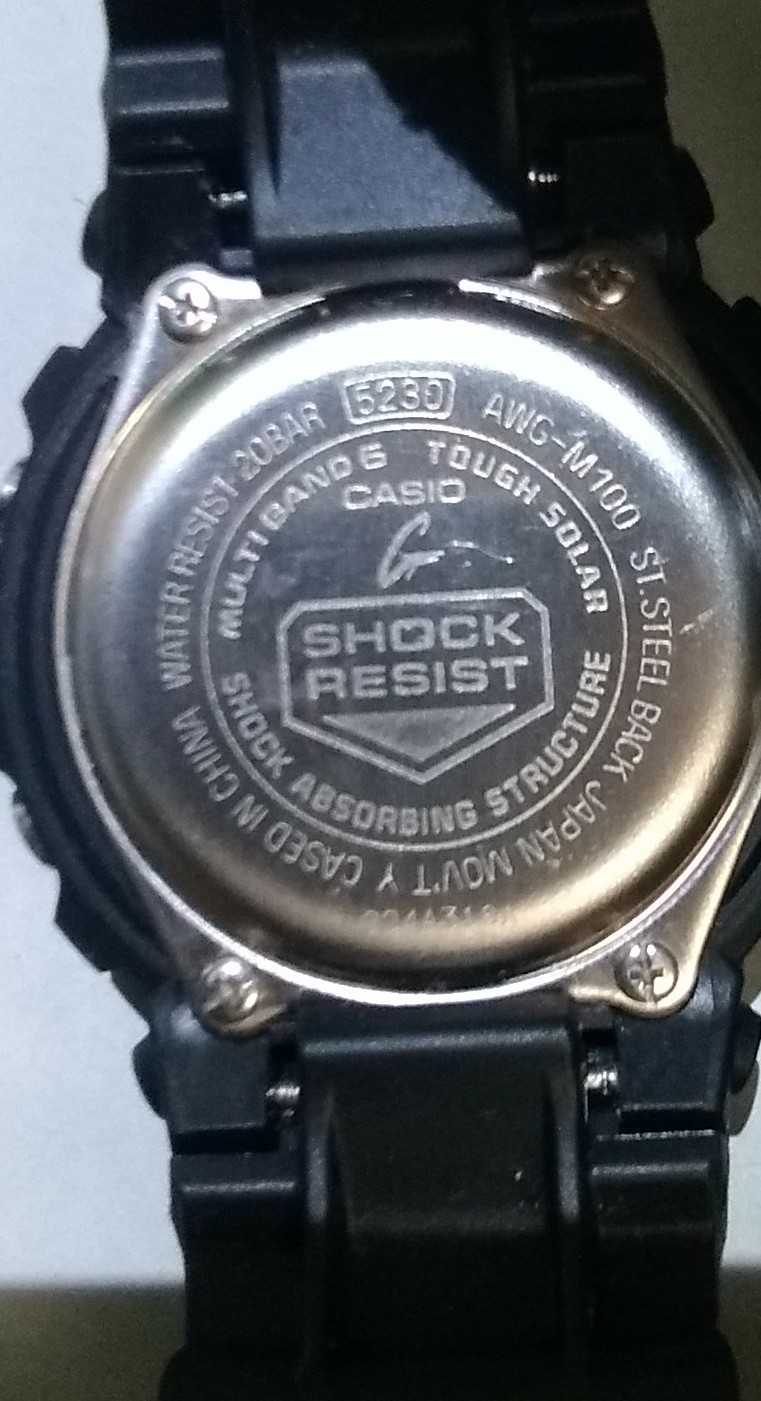 WATER RESIST 20BAR 5230 AWG-M100 ST.STEEL BACK JAPAN MOV'T Y CASED IN CHINA
MULTI BAND 6 TOUGH SOLAR
CASIO
G
SHOCK
RESIST
SHOCK ABSORBING STRUCTURE